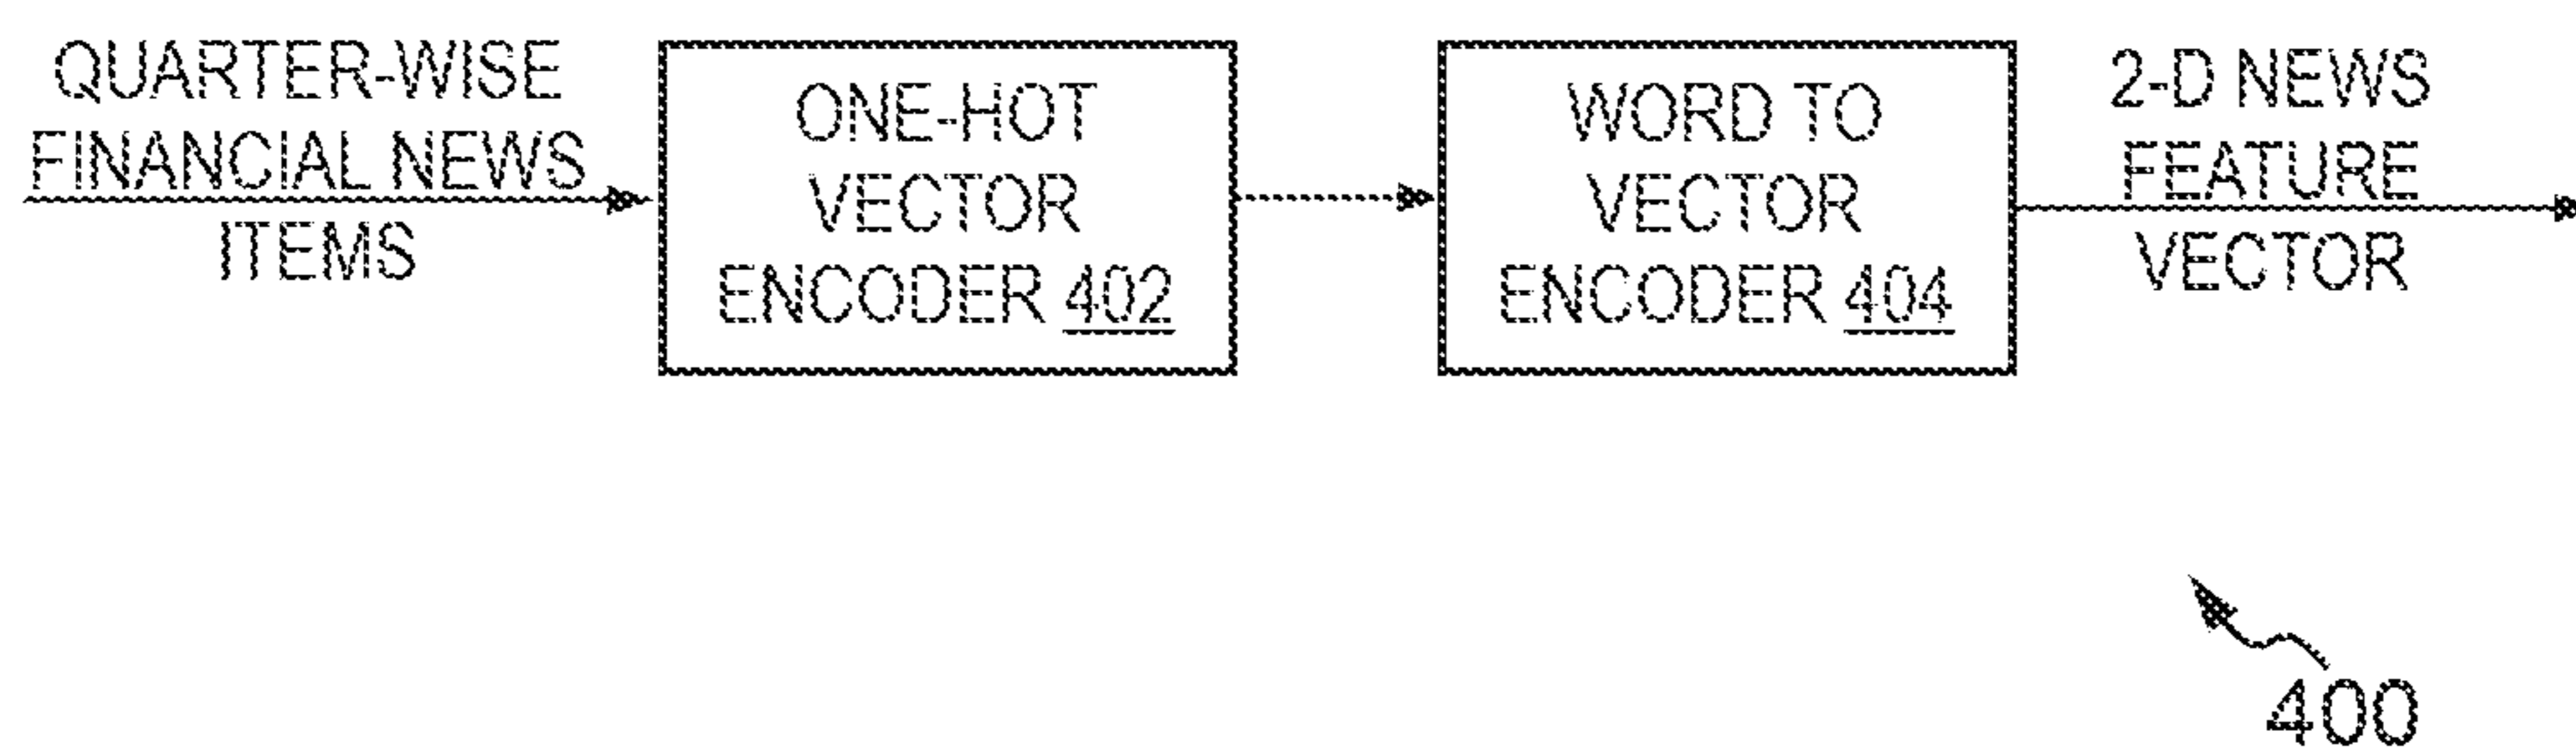 QUARTER-WISE
FINANCIAL NEWS
ITEMS
ONE-HOT
VECTOR
ENCODER 402
WORD TO
VECTOR
ENCODER 404
2-D NEWS
FEATURE
VECTOR
400